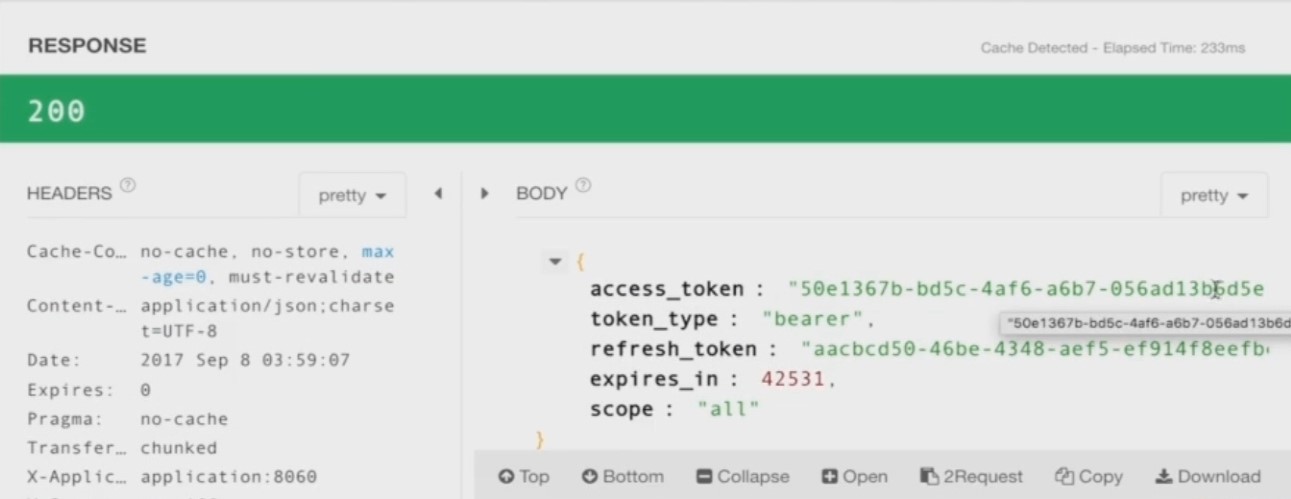 RESPONSE
Cache Detected - Elapsed Time: 233ms
200
HEADERS ?
pretty
BODY ?
pretty
Cache-Co… no-cache, no-store, max
-age=0, must-revalidate
Content-… application/json;charse
t=UTF-8
Date: 2017 Sep 8 03:59:07
Expires: 0
Pragma: no-cache
Transfer… chunked
X-Applic… application:8060
{
access_token : "50e1367b-bd5c-4af6-a6b7-056ad13b6d5e
token_type : "bearer",
"50e1367b-bd5c-4af6-a6b7-056ad13b6d
refresh_token : "aacbcd50-46be-4348-aef5-ef914f8eefb
expires_in : 42531,
scope : "all"
}
Top Bottom Collapse Open 2Request Copy Download